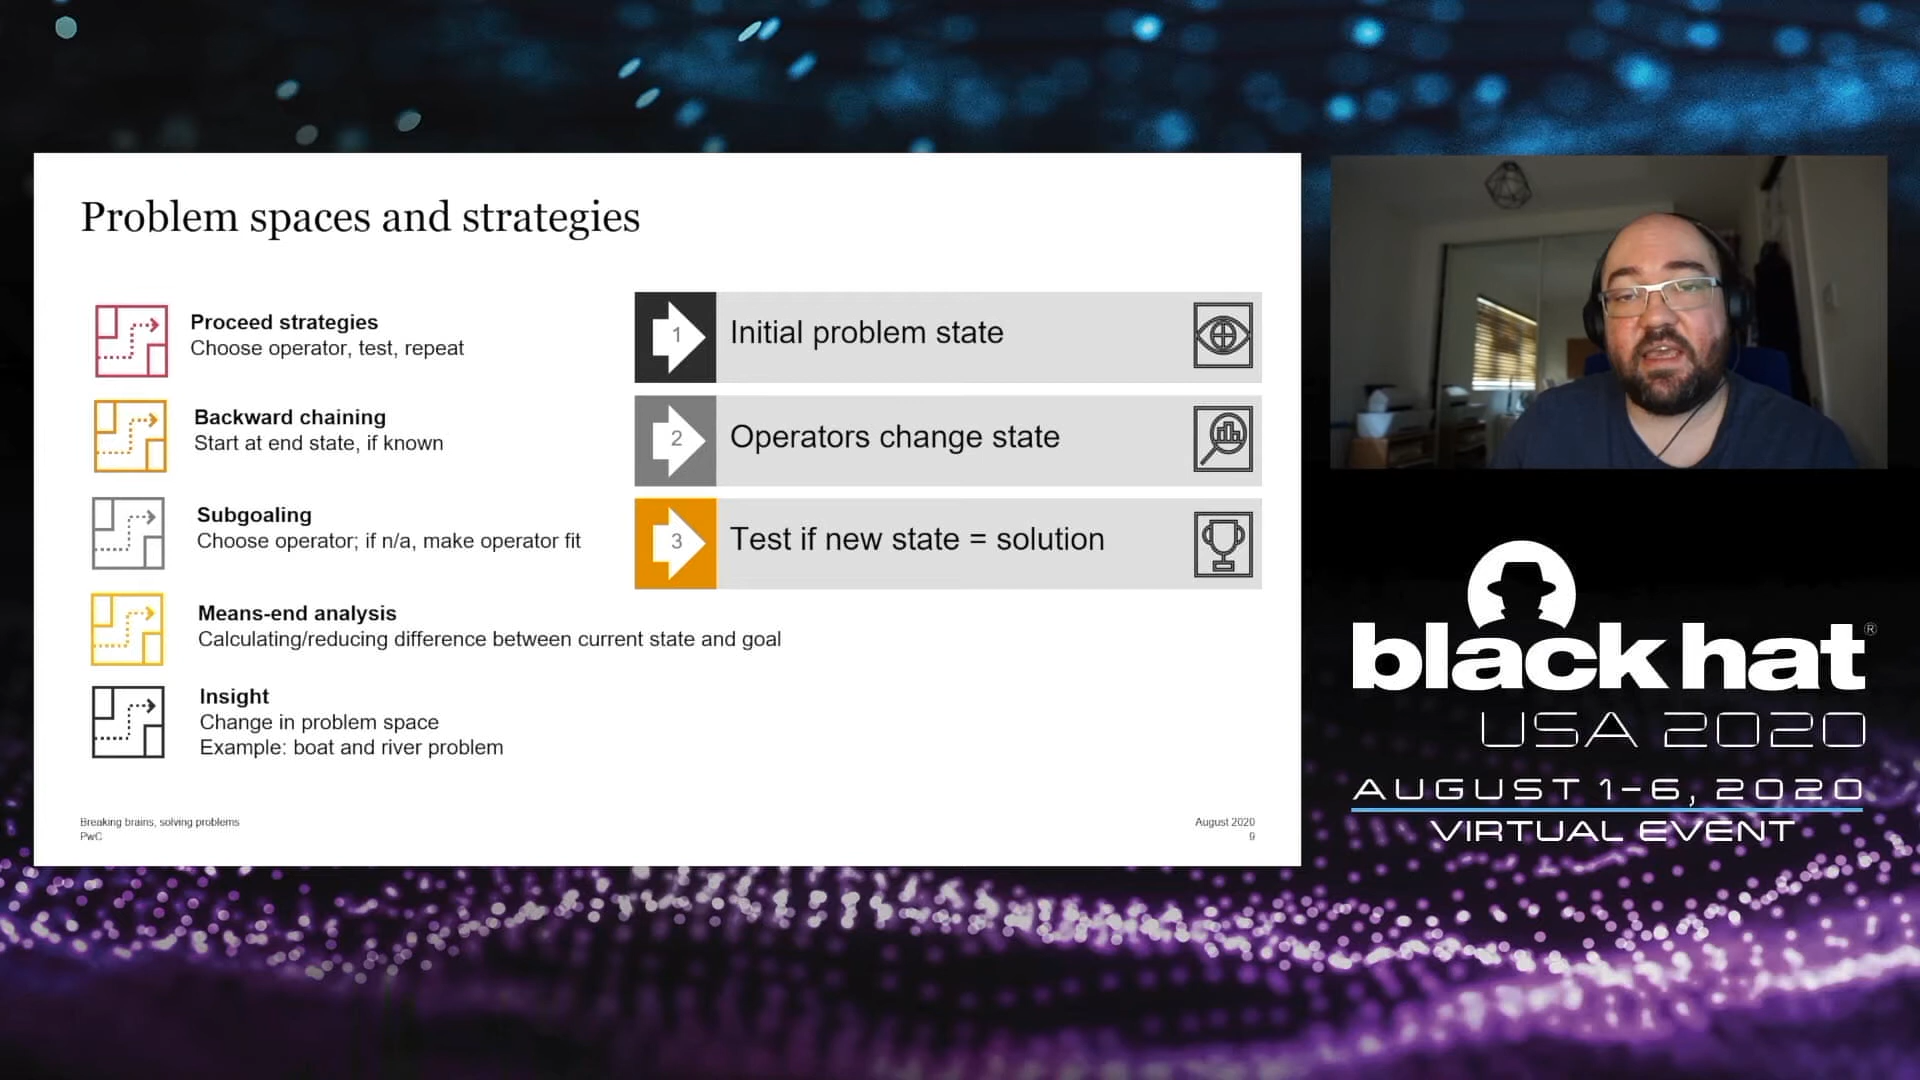 Problem spaces and strategies
Proceed strategies
Choose operator, test, repeat
Backward chaining
Start at end state, if known
Subgoaling
Choose operator; if n/a, make operator fit
Means-end analysis
Calculating/reducing difference between current state and goal
Insight
Change in problem space
Example: boat and river problem
1
Initial problem state
2
Operators change state
3
Test if new state = solution
Breaking brains, solving problems
PwC
August 2020
9
black hat®
USA 2020
AUGUST 1-6, 2020
VIRTUAL EVENT